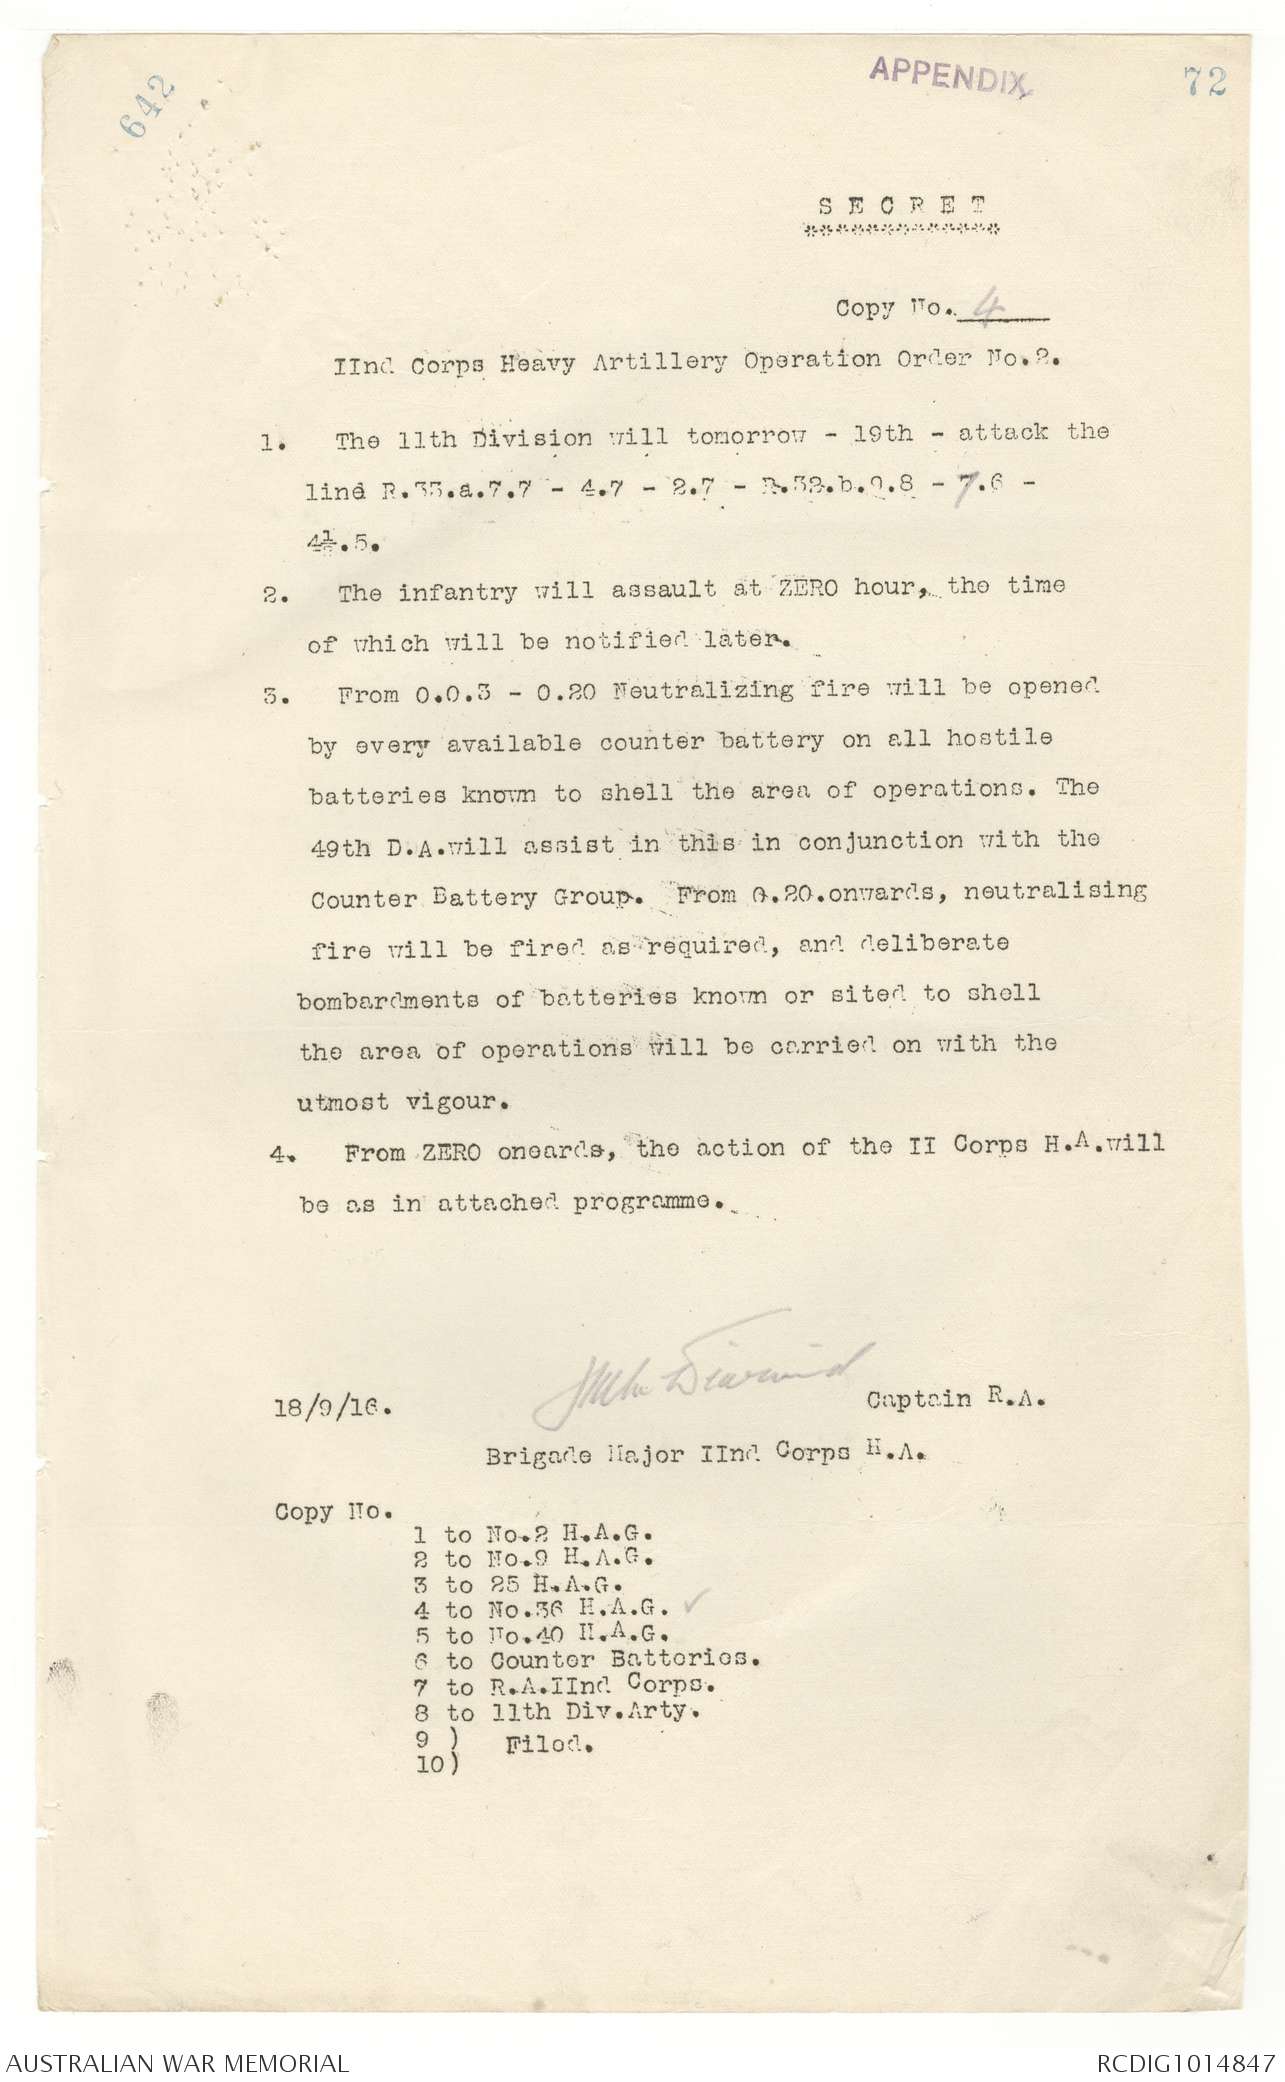 642
APPENDIX
72
S E C R E T
Copy No. 4
IInd Corps Heavy Artillery Operation Order No.2.
1. The 11th Division will tomorrow - 19th - attack the
line R.33.a.7.7 - 4.7 - 2.7 - R.32.b.9.8 - 7.6 -
4½.5.
2. The infantry will assault at ZERO hour, the time
of which will be notified later.
3. From 0.0.3 - 0.20 Neutralizing fire will be opened
by every available counter battery on all hostile
batteries known to shell the area of operations. The
49th D.A.will assist in this in conjunction with the
Counter Battery Group. From 0.20.onwards, neutralising
fire will be fired as required, and deliberate
bombardments of batteries known or sited to shell
the area of operations will be carried on with the
utmost vigour.
4. From ZERO oneards, the action of the II Corps H.A.will
be as in attached programme.
18/9/16. Captain R.A.
Brigade Major IInd Corps H.A.
Copy No.
1 to No.2 H.A.G.
2 to No.9 H.A.G.
3 to 25 H.A.G.
4 to No.36 H.A.G. ✓
5 to No.40 H.A.G.
6 to Counter Batteries.
7 to R.A.IInd Corps.
8 to 11th Div.Arty.
9 ) Filed.
10)
AUSTRALIAN WAR MEMORIAL
RCDIG1014847